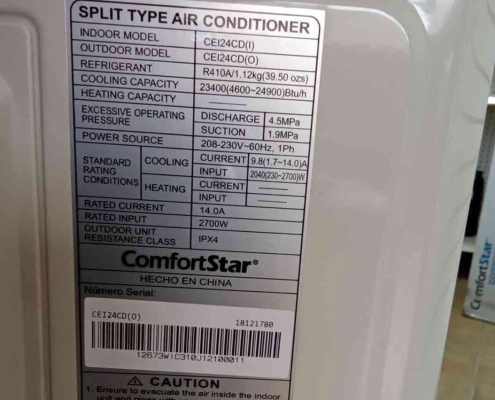 SPLIT TYPE AIR CONDITIONER
INDOOR MODEL CEI24CD(I)
OUTDOOR MODEL CEI24CD(O)
REFRIGERANT R410A/1.12kg(39.50 ozs)
COOLING CAPACITY 23400(4600~24900)Btu/h
HEATING CAPACITY ———
EXCESSIVE OPERATING PRESSURE DISCHARGE 4.5MPa
SUCTION 1.9MPa
POWER SOURCE 208-230V~60Hz, 1Ph
STANDARD RATING CONDITIONS COOLING CURRENT 9.8(1.7~14.0)A
INPUT 2040(230~2700)W
HEATING CURRENT ———
INPUT ———
RATED CURRENT 14.0A
RATED INPUT 2700W
OUTDOOR UNIT RESISTANCE CLASS IPX4
ComfortStar®
HECHO EN CHINA
Número Serial:
CEI24CD(O) 18121780
12673WIC310J12100011
CAUTION
1. Ensure to evacuate the air inside the indoor
ComfortStar